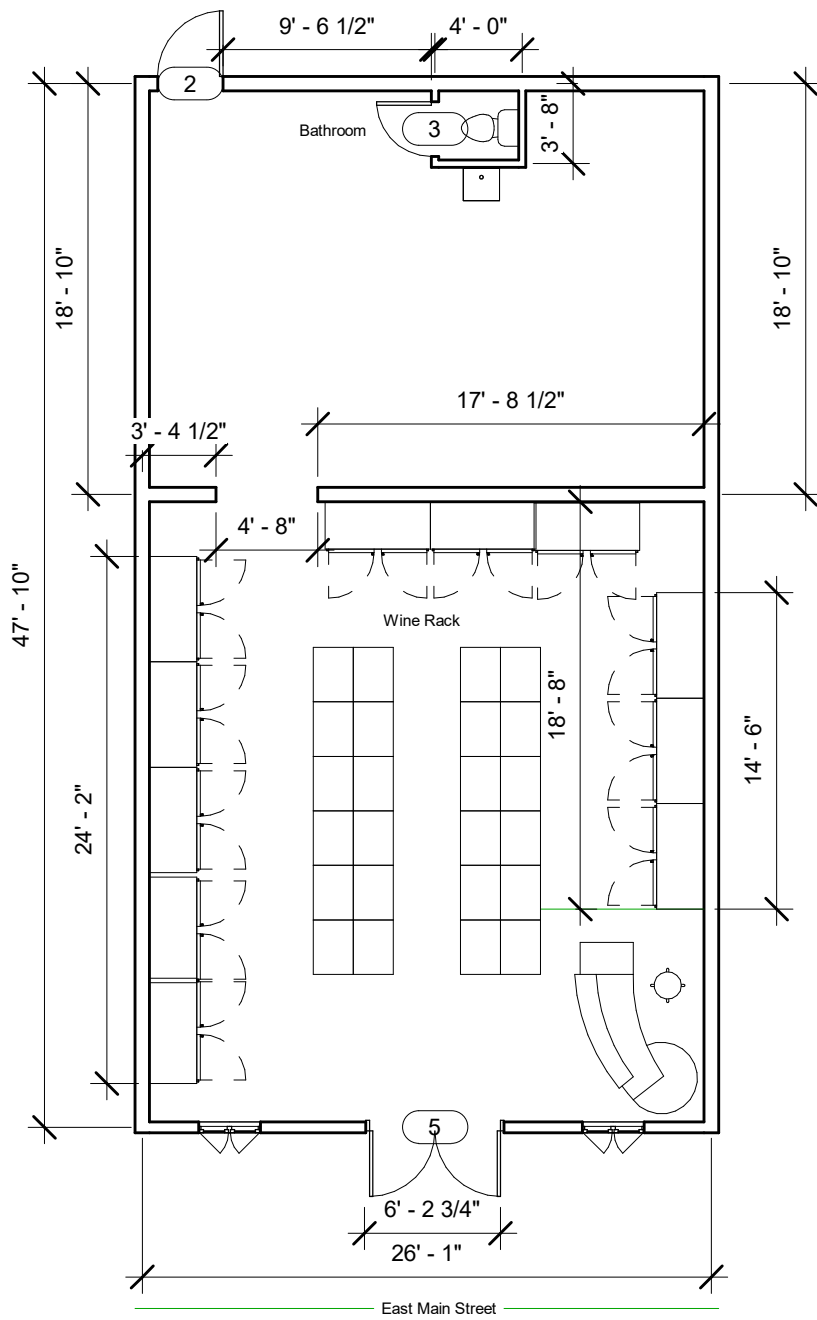 9' - 6 1/2"
4' - 0"
2
3
Bathroom
3' - 8"
18' - 10"
18' - 10"
17' - 8 1/2"
3' - 4 1/2"
4' - 8"
47' - 10"
Wine Rack
18' - 8"
14' - 6"
24' - 2"
5
6' - 2 3/4"
26' - 1"
East Main Street